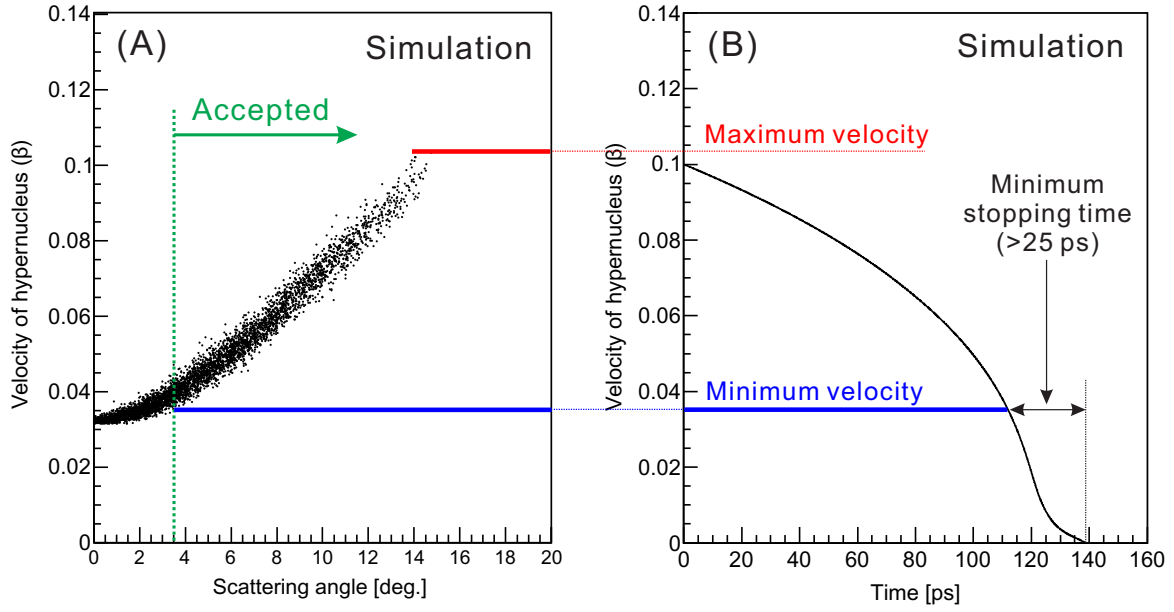 (A)
Simulation
Accepted
Velocity of hypernucleus (β)
0.14
0.12
0.1
0.08
0.06
0.04
0.02
0
0 2 4 6 8 10 12 14 16 18 20
Scattering angle [deg.]
(B)
Simulation
Maximum velocity
Minimum
stopping time
(>25 ps)
Minimum velocity
Velocity of hypernucleus (β)
0.14
0.12
0.1
0.08
0.06
0.04
0.02
0
0 20 40 60 80 100 120 140 160
Time [ps]